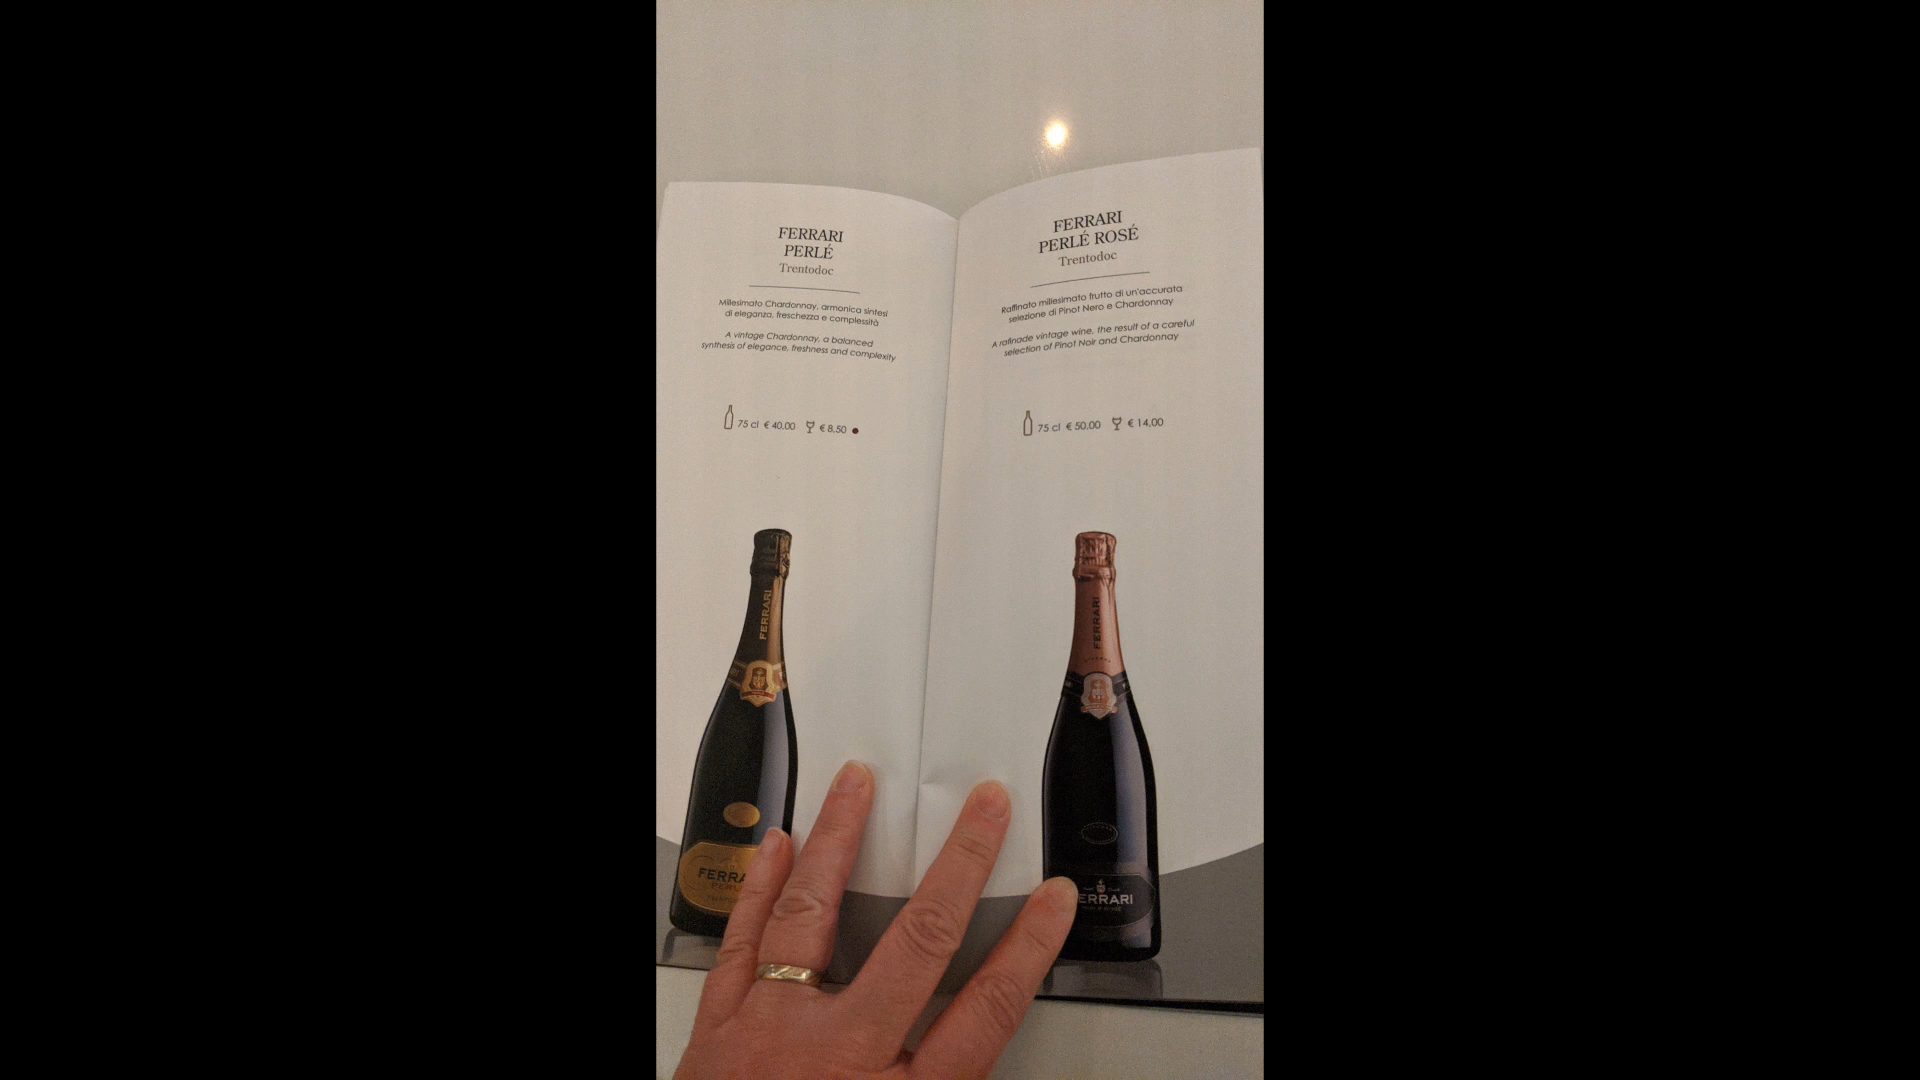 FERRARI
PERLÉ
Trentodoc
Millesimato Chardonnay, armonica sintesi
di eleganza, freschezza e complessità
A vintage Chardonnay, a balanced
synthesis of elegance, freshness and complexity
75 cl € 40,00 € 8,50
FERRARI
FERRA
PERL
FERRARI
PERLÉ ROSÉ
Trentodoc
Raffinato millesimato frutto di un'accurata
selezione di Pinot Nero e Chardonnay
A rafinade vintage wine, the result of a careful
selection of Pinot Noir and Chardonnay
75 cl € 50,00 € 14,00
FERRARI
ERRARI